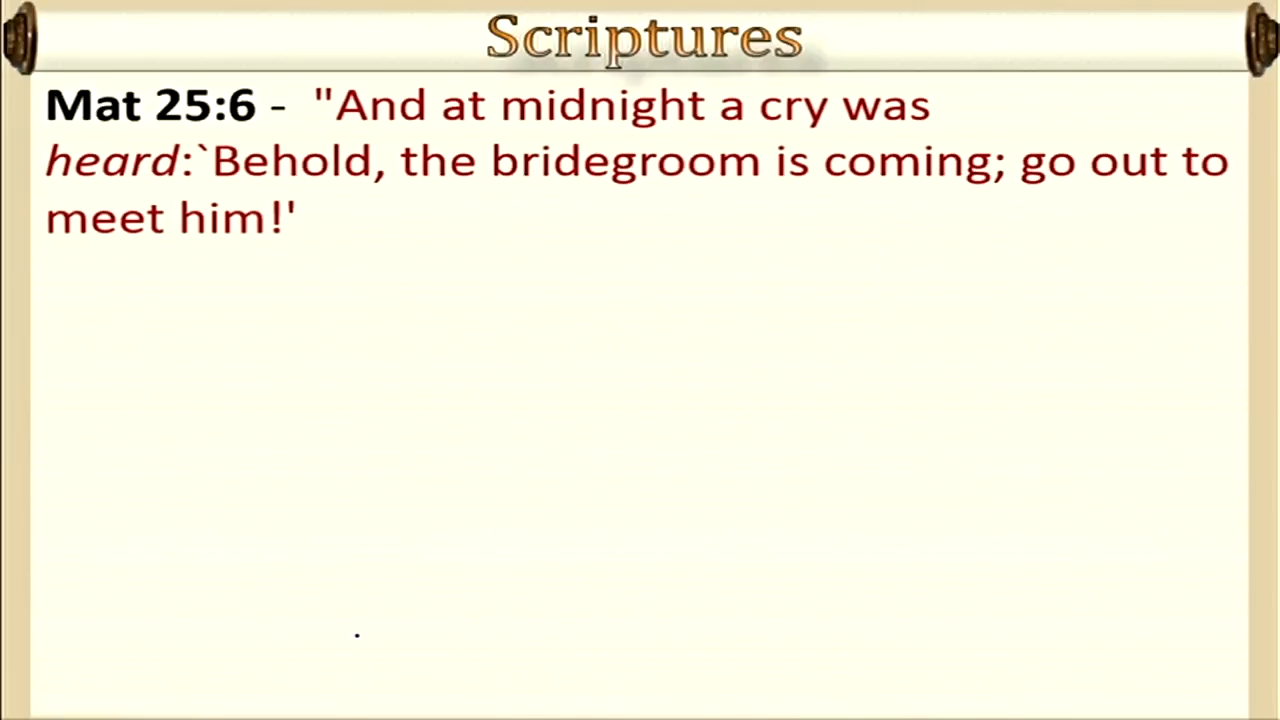 Scriptures
Mat 25:6 - "And at midnight a cry was
heard:`Behold, the bridegroom is coming; go out to
meet him!'